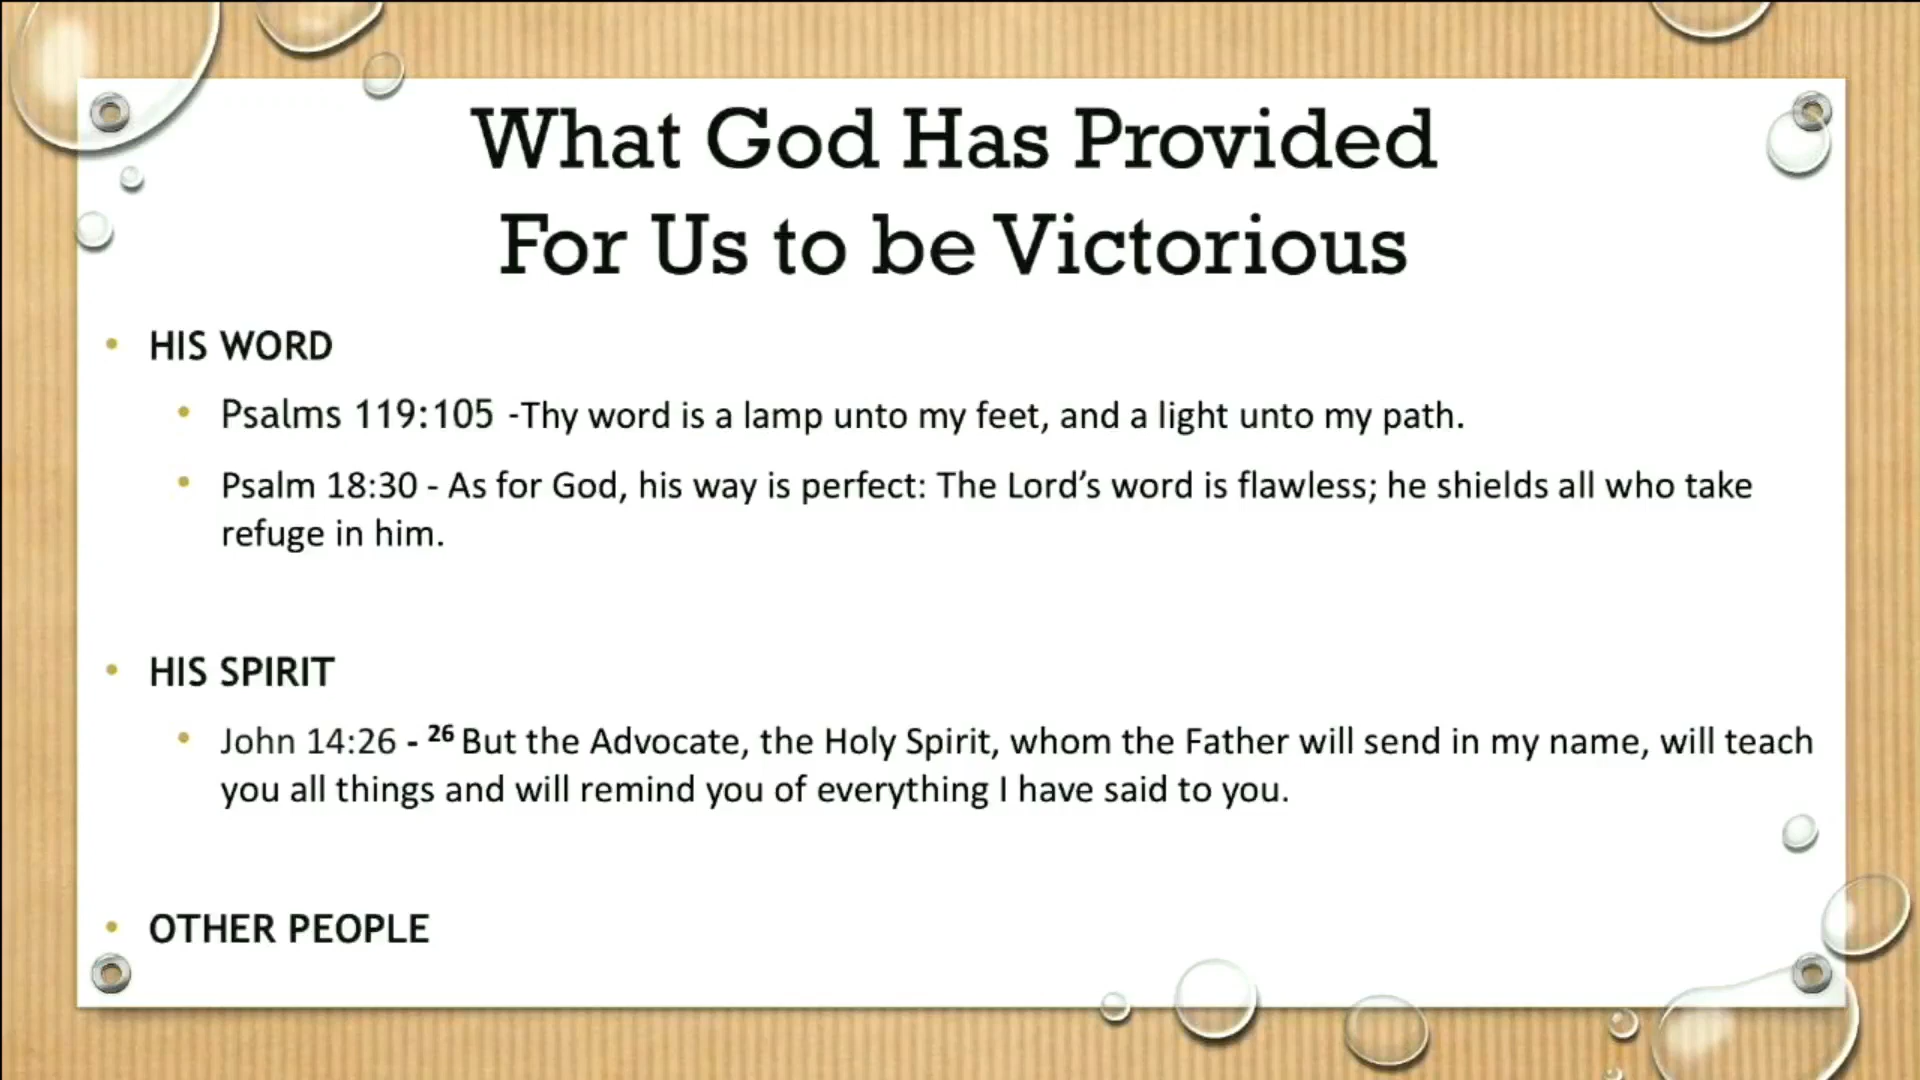 What God Has Provided
For Us to be Victorious
• HIS WORD
• Psalms 119:105 -Thy word is a lamp unto my feet, and a light unto my path.
• Psalm 18:30 - As for God, his way is perfect: The Lord’s word is flawless; he shields all who take
refuge in him.
• HIS SPIRIT
• John 14:26 - 26 But the Advocate, the Holy Spirit, whom the Father will send in my name, will teach
you all things and will remind you of everything I have said to you.
• OTHER PEOPLE